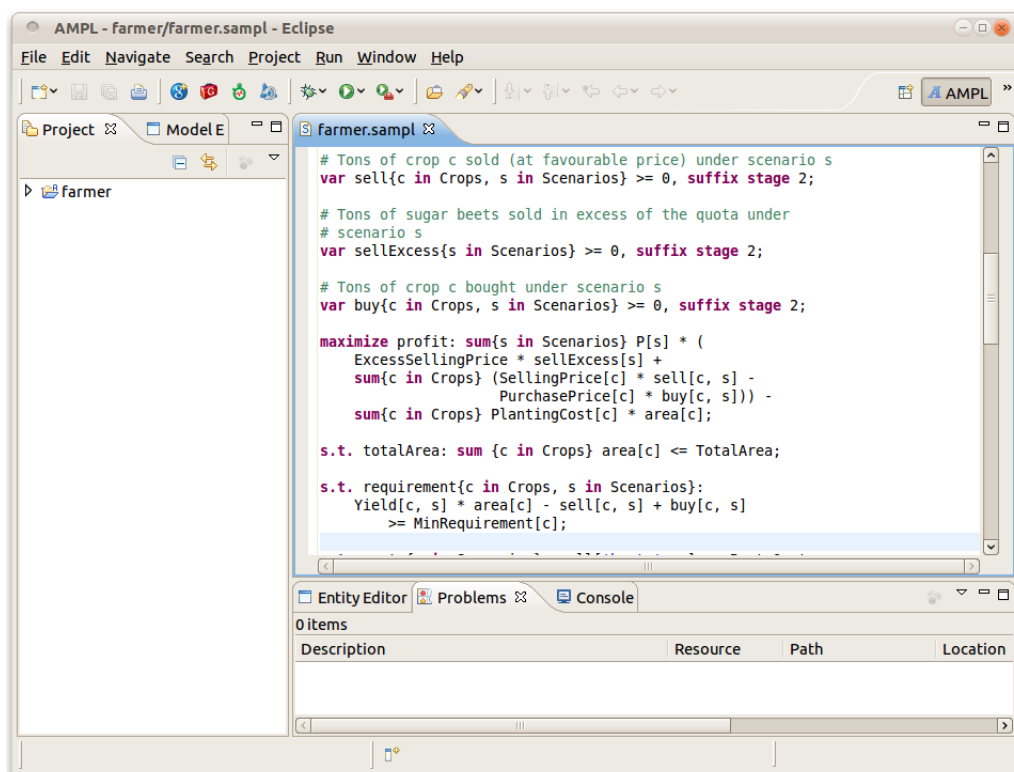 AMPL - farmer/farmer.sampl - Eclipse
File Edit Navigate Search Project Run Window Help
AMPL »
Project Model E
farmer
farmer.sampl
# Tons of crop c sold (at favourable price) under scenario s
var sell{c in Crops, s in Scenarios} >= 0, suffix stage 2;
# Tons of sugar beets sold in excess of the quota under
# scenario s
var sellExcess{s in Scenarios} >= 0, suffix stage 2;
# Tons of crop c bought under scenario s
var buy{c in Crops, s in Scenarios} >= 0, suffix stage 2;
maximize profit: sum{s in Scenarios} P[s] * (
ExcessSellingPrice * sellExcess[s] +
sum{c in Crops} (SellingPrice[c] * sell[c, s] -
PurchasePrice[c] * buy[c, s])) -
sum{c in Crops} PlantingCost[c] * area[c];
s.t. totalArea: sum {c in Crops} area[c] <= TotalArea;
s.t. requirement{c in Crops, s in Scenarios}:
Yield[c, s] * area[c] - sell[c, s] + buy[c, s]
>= MinRequirement[c];
Entity Editor Problems Console
0 items
Description Resource Path Location